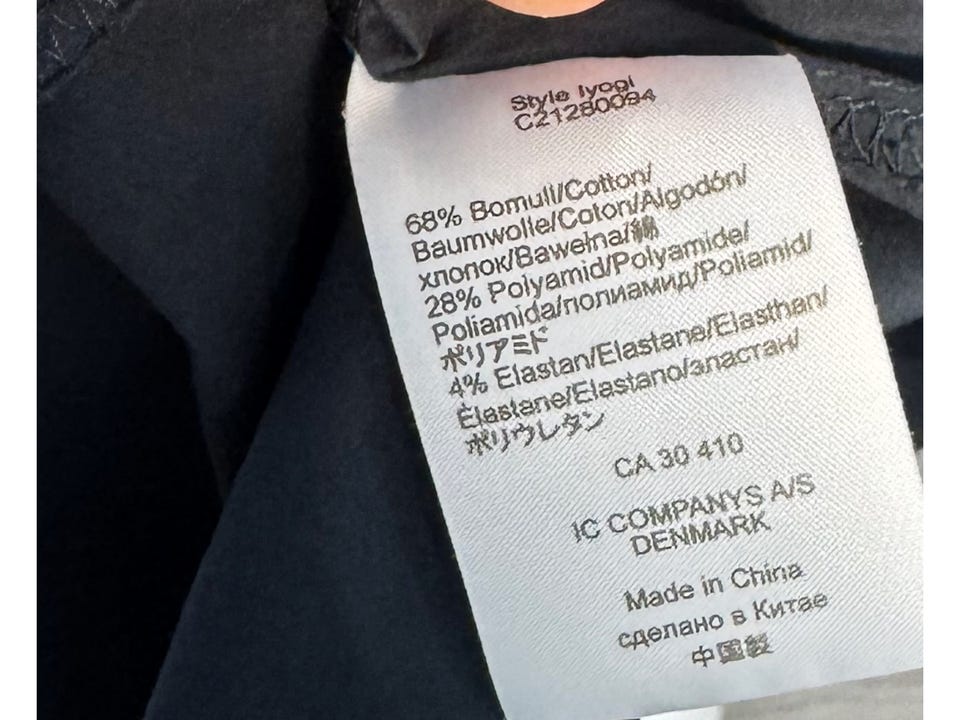 Style Iyogi
C21280094
68% Bomull/Cotton/
Baumwolle/Coton/Algodón/
хлопок/Bawełna/綿
28% Polyamid/Polyamide/
Poliamida/полиамид/Poliamid/
ポリアミド
4% Elastan/Elastane/Elasthan/
Élastane/Elastano/эластан/
ポリウレタン
CA 30 410
IC COMPANYS A/S
DENMARK
Made in China
сделано в Китае
中国製